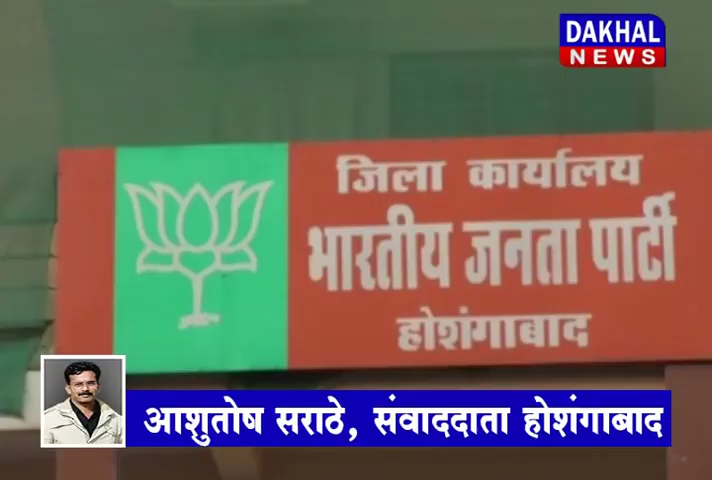 DAKHAL
NEWS
जिला कार्यालय
भारतीय जनता पार्टी
होशंगाबाद
आशुतोष सराठे, संवाददाता होशंगाबाद